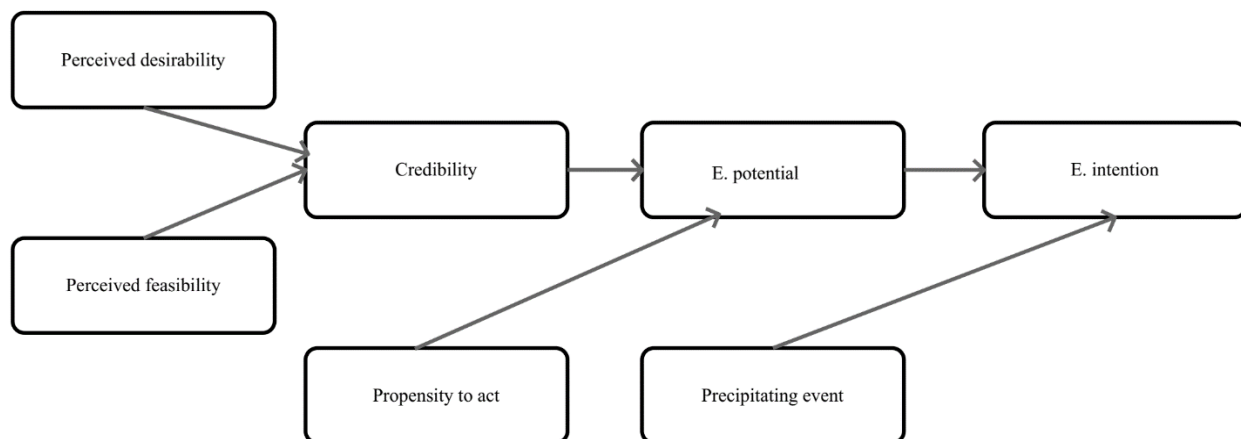 Perceived desirability
Credibility
E. potential
E. intention
Perceived feasibility
Propensity to act
Precipitating event